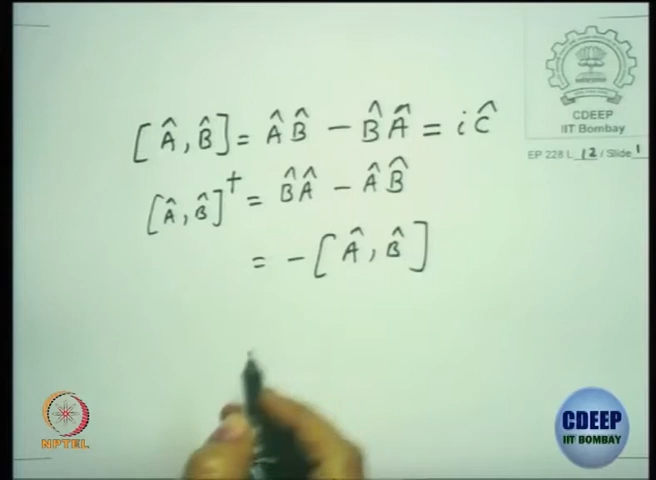 CDEEP
IIT Bombay
EP 228 L 12 / Slide 1
[Â, B̂] = ÂB̂ − B̂Â = iĈ
[Â, B̂]† = B̂Â − ÂB̂
= −[Â, B̂]
NPTEL
CDEEP
IIT BOMBAY